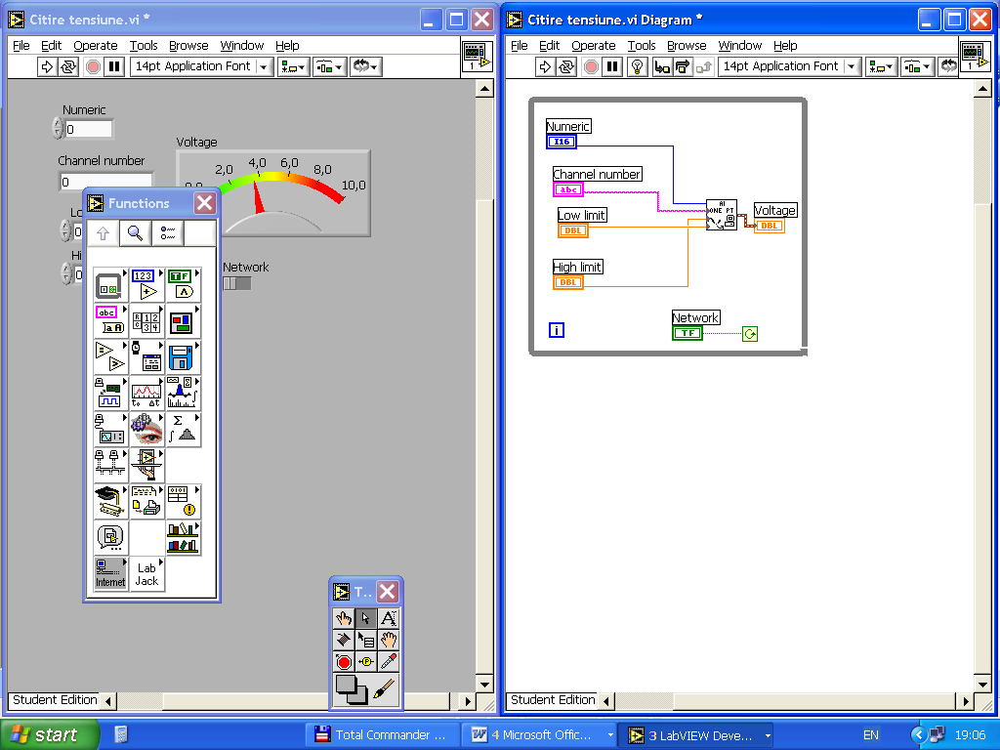 Citire tensiune.vi *
File Edit Operate Tools Browse Window Help
14pt Application Font
1
Numeric
0
Channel number
0
Lo
0
Hi
0
Voltage
0,0 2,0 4,0 6,0 8,0 10,0
Network
Functions
123
TF
abc
aA
Internet
Lab
Jack
T..
A
P
Student Edition
Citire tensiune.vi Diagram *
File Edit Operate Tools Browse Window Help
14pt Application Font
1
Numeric
I16
Channel number
abc
Low limit
DBL
High limit
DBL
AI
ONE PT
Voltage
DBL
Network
TF
i
Student Edition
start
Total Commander ...
4 Microsoft Offic...
3 LabVIEW Deve...
EN
19:06